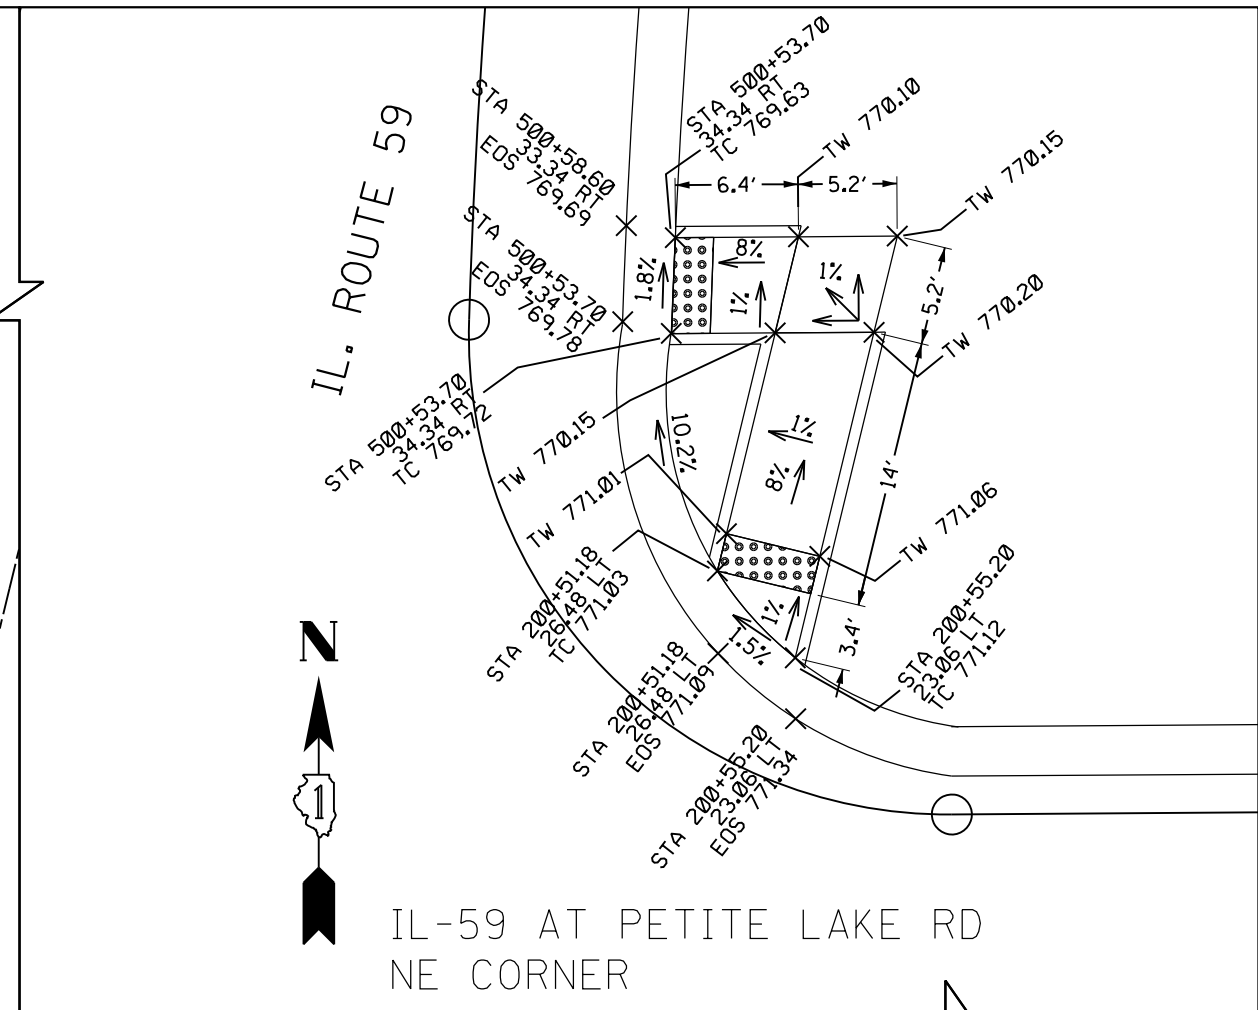 STA 500+53.70
34.34 RT
TC 769.63
TW 770.10
TW 770.15
STA 500+58.60
33.34 RT
EOS 769.69
6.4'
5.2'
IL. ROUTE 59
STA 500+53.70
34.34 RT
EOS 769.78
1.8%
8%
1%
1%
5.2'
TW 770.20
STA 500+53.70
34.34 RT
TC 769.72
TW 770.15
10.2%
1%
8%
14'
TW 771.01
TW 771.06
STA 200+51.18
26.48 LT
TC 771.03
1%
1.5%
3.4'
STA 200+55.20
23.06 LT
TC 771.12
N
STA 200+51.18
26.48 LT
EOS 771.09
STA 200+55.20
23.06 LT
EOS 771.34
1
IL-59 AT PETITE LAKE RD
NE CORNER